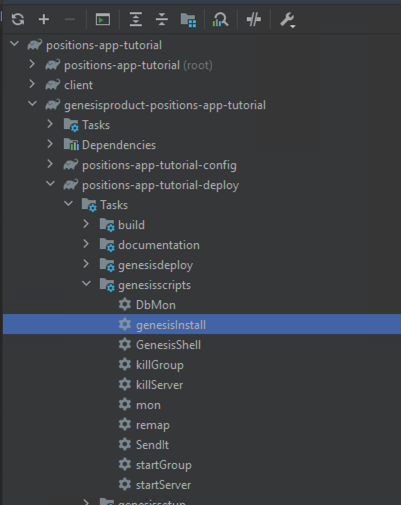 positions-app-tutorial
positions-app-tutorial (root)
client
genesisproduct-positions-app-tutorial
Tasks
Dependencies
positions-app-tutorial-config
positions-app-tutorial-deploy
Tasks
build
documentation
genesisdeploy
genesisscripts
DbMon
genesisInstall
GenesisShell
killGroup
killServer
mon
remap
SendIt
startGroup
startServer
genesissetup